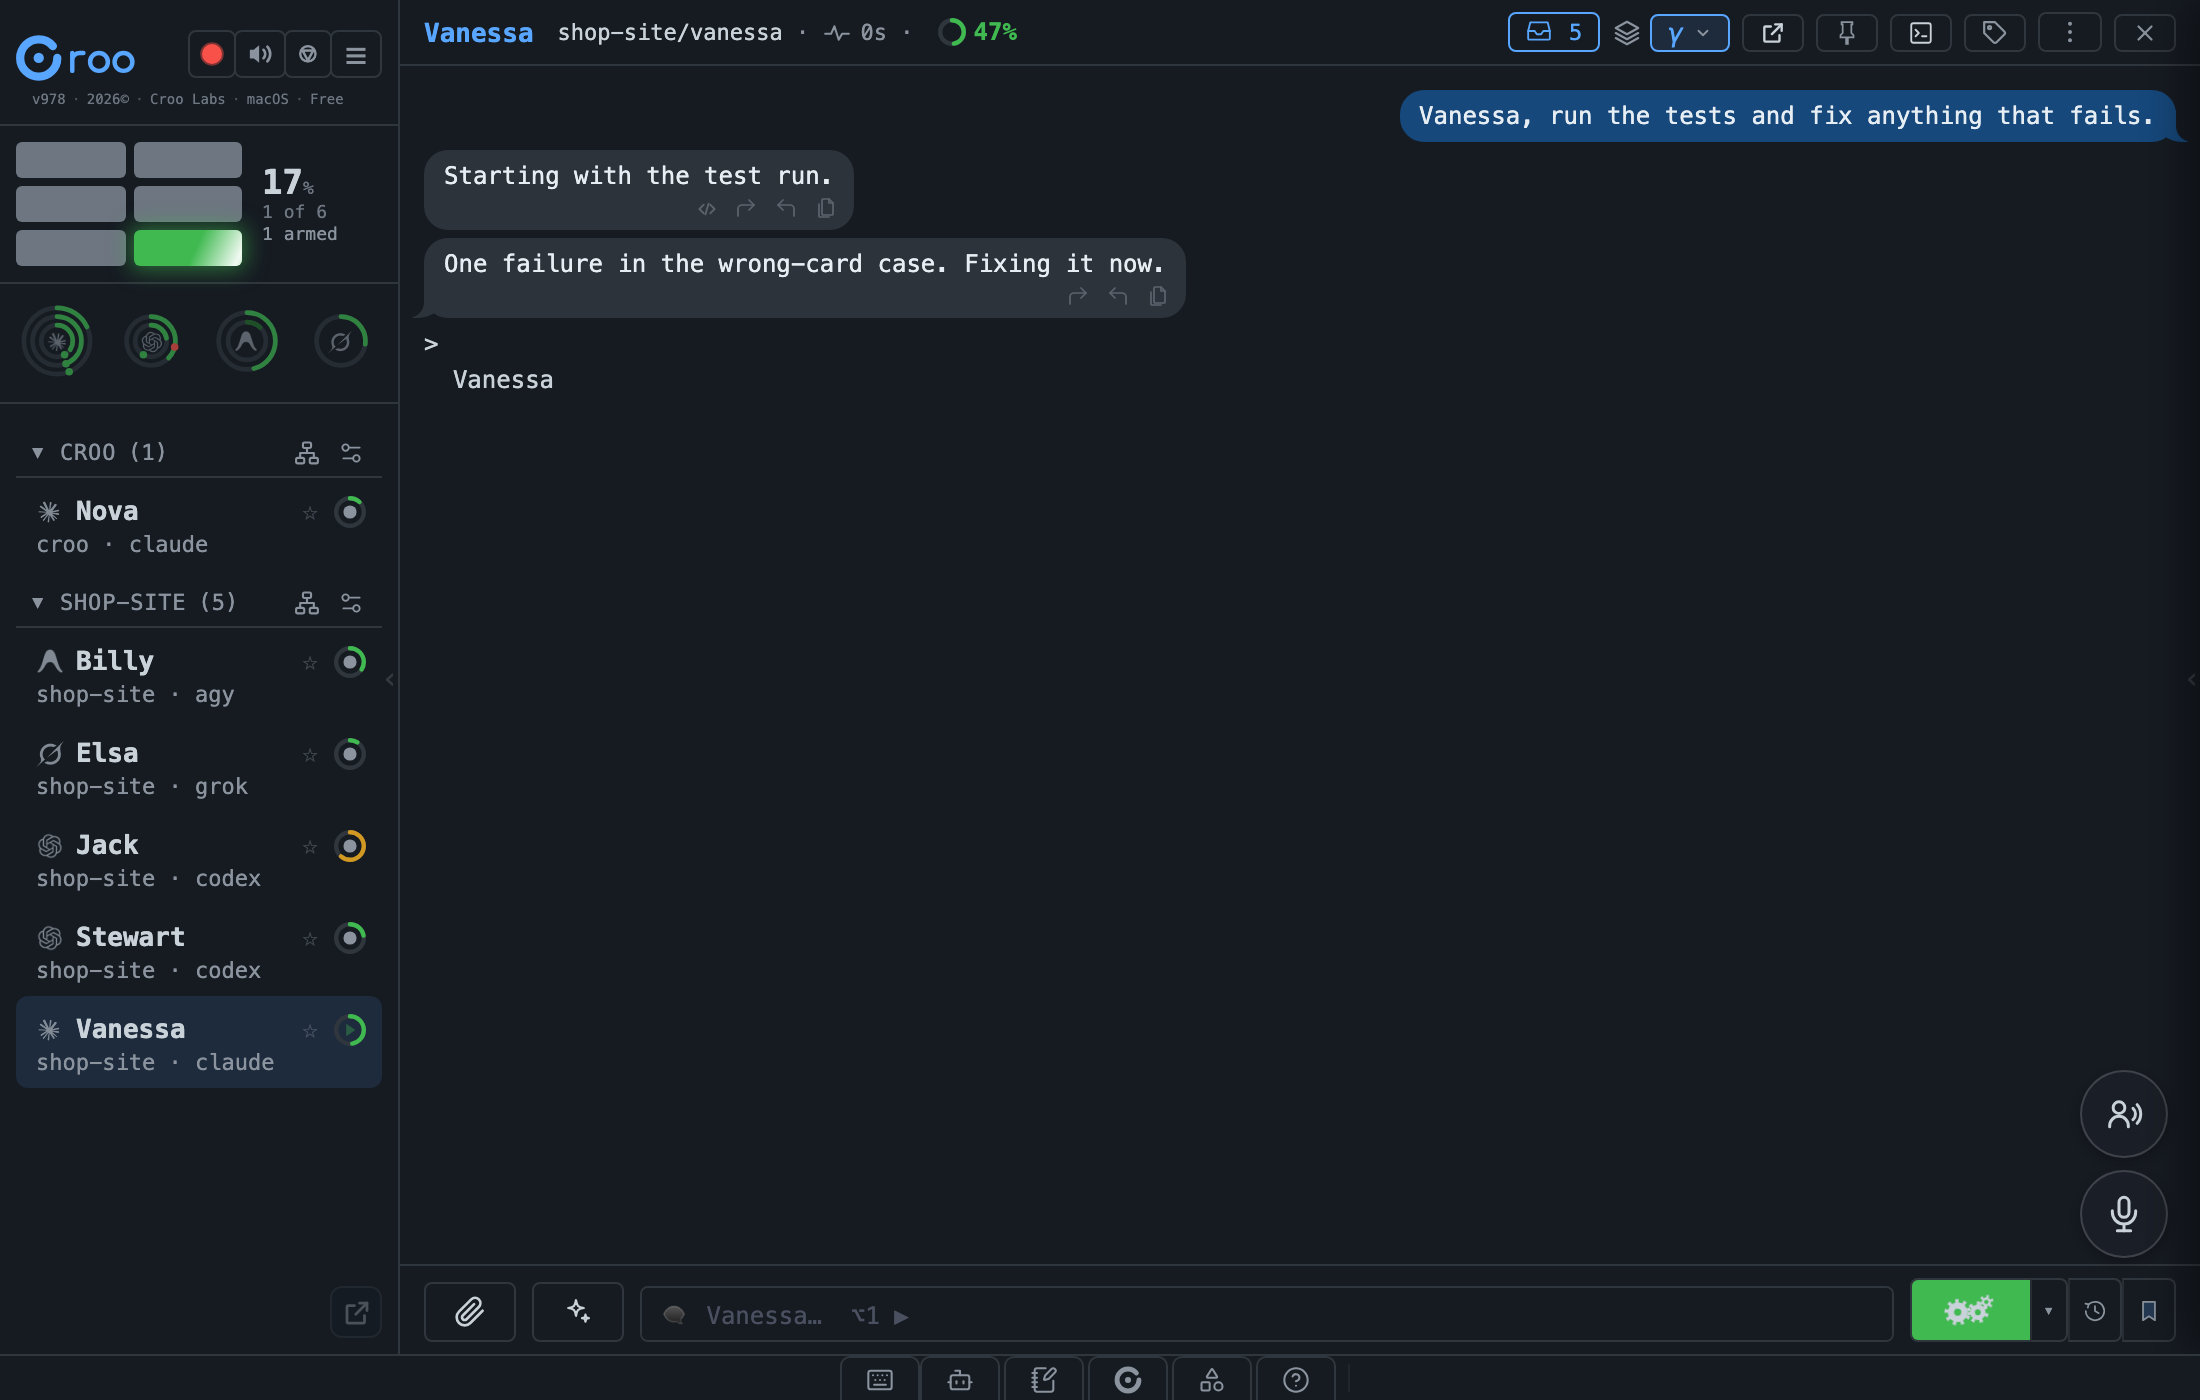 Croo
v978 · 2026© · Croo Labs · macOS · Free
17%
1 of 6
1 armed
▼ CROO (1)
Nova
croo · claude
▼ SHOP-SITE (5)
Billy
shop-site · agy
Elsa
shop-site · grok
Jack
shop-site · codex
Stewart
shop-site · codex
Vanessa
shop-site · claude
Vanessa shop-site/vanessa · 0s · 47%
5 γ
Vanessa, run the tests and fix anything that fails.
Starting with the test run.
One failure in the wrong-card case. Fixing it now.
>
Vanessa
Vanessa… ⌥1 ▶